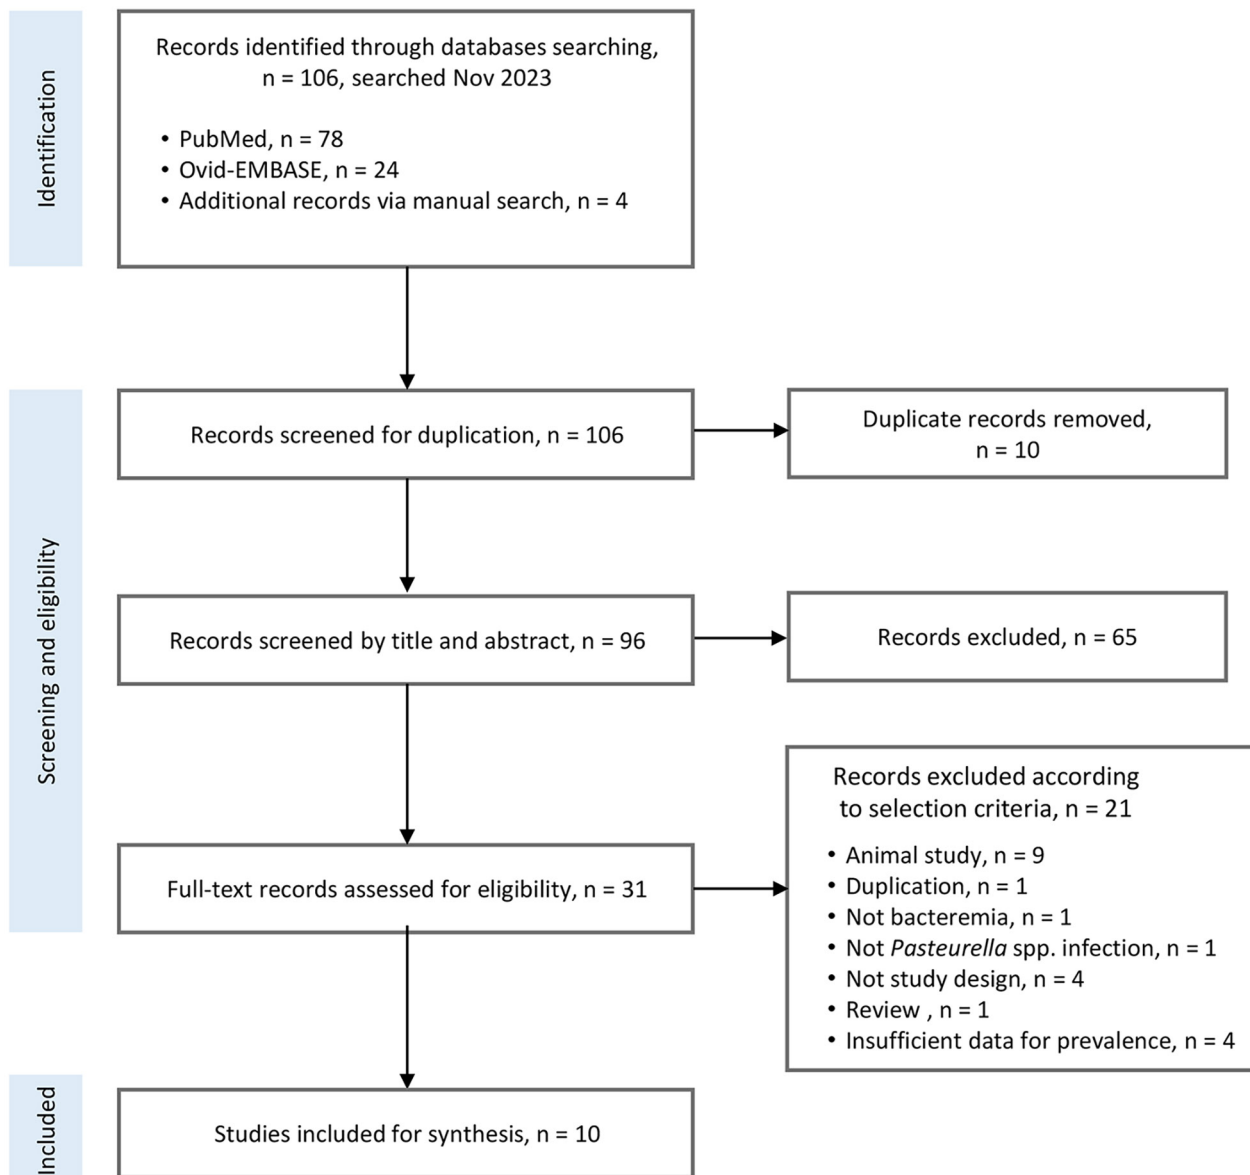 Identification
Records identified through databases searching,
n = 106, searched Nov 2023
• PubMed, n = 78
• Ovid-EMBASE, n = 24
• Additional records via manual search, n = 4
Screening and eligibility
Records screened for duplication, n = 106
Duplicate records removed,
n = 10
Records screened by title and abstract, n = 96
Records excluded, n = 65
Full-text records assessed for eligibility, n = 31
Records excluded according
to selection criteria, n = 21
• Animal study, n = 9
• Duplication, n = 1
• Not bacteremia, n = 1
• Not Pasteurella spp. infection, n = 1
• Not study design, n = 4
• Review , n = 1
• Insufficient data for prevalence, n = 4
Included
Studies included for synthesis, n = 10